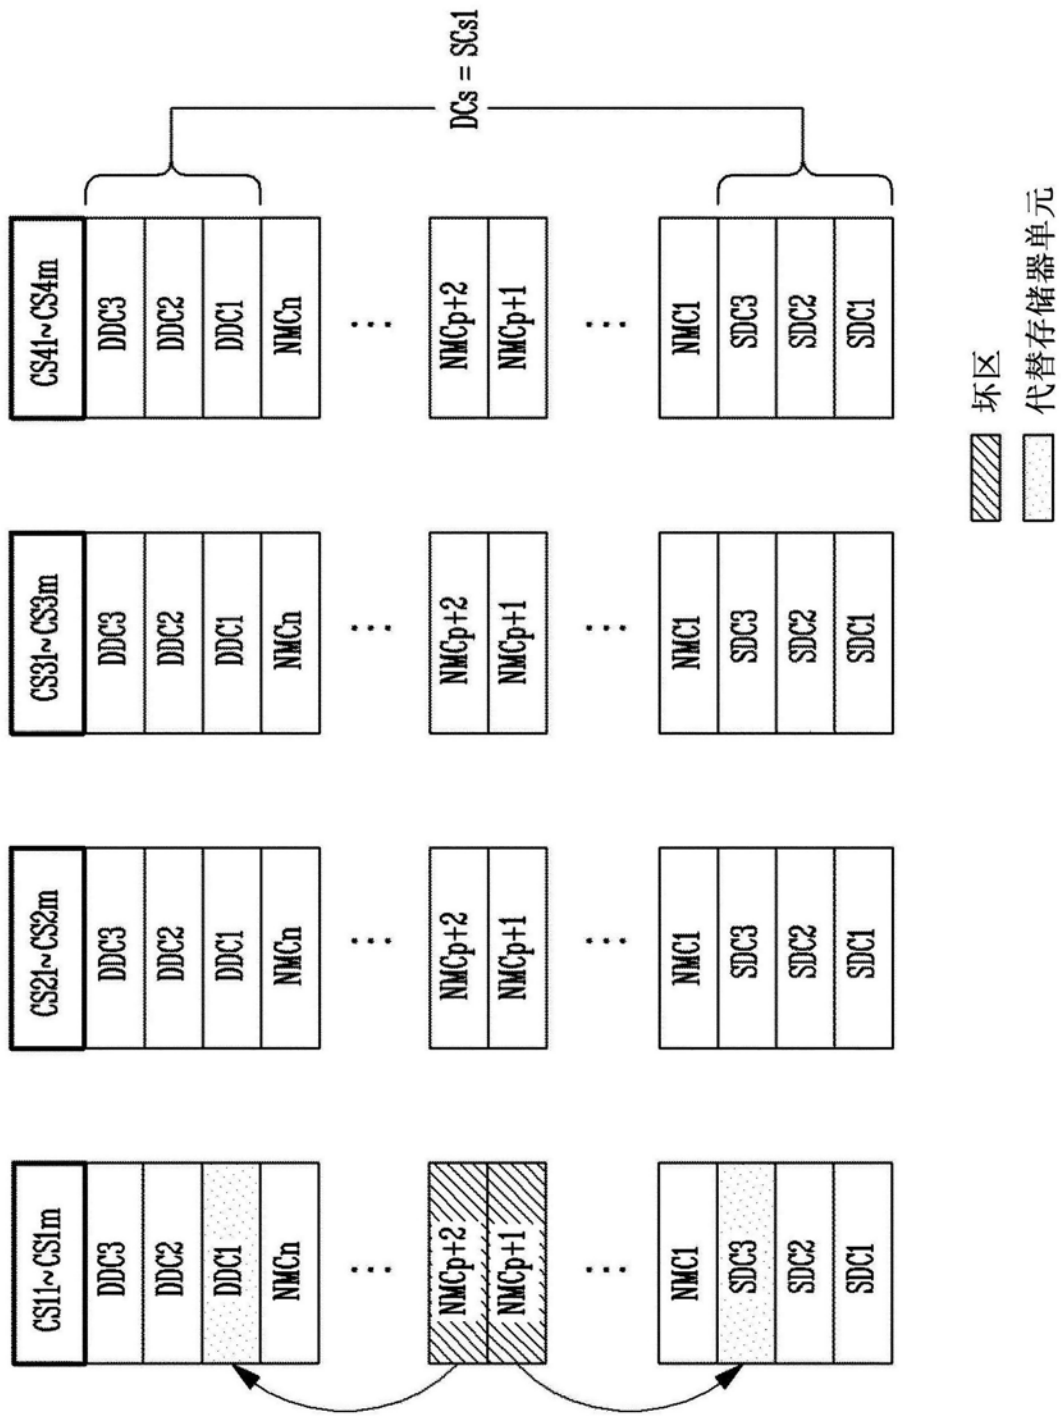 CS11~CS1m
DDC3
DDC2
DDC1
NMCn
⋮
NMCp+2
NMCp+1
⋮
NMC1
SDC3
SDC2
SDC1
CS21~CS2m
DDC3
DDC2
DDC1
NMCn
⋮
NMCp+2
NMCp+1
⋮
NMC1
SDC3
SDC2
SDC1
CS31~CS3m
DDC3
DDC2
DDC1
NMCn
⋮
NMCp+2
NMCp+1
⋮
NMC1
SDC3
SDC2
SDC1
CS41~CS4m
DDC3
DDC2
DDC1
NMCn
⋮
NMCp+2
NMCp+1
⋮
NMC1
SDC3
SDC2
SDC1
DCs = SCs1
坏区
代替存储器单元